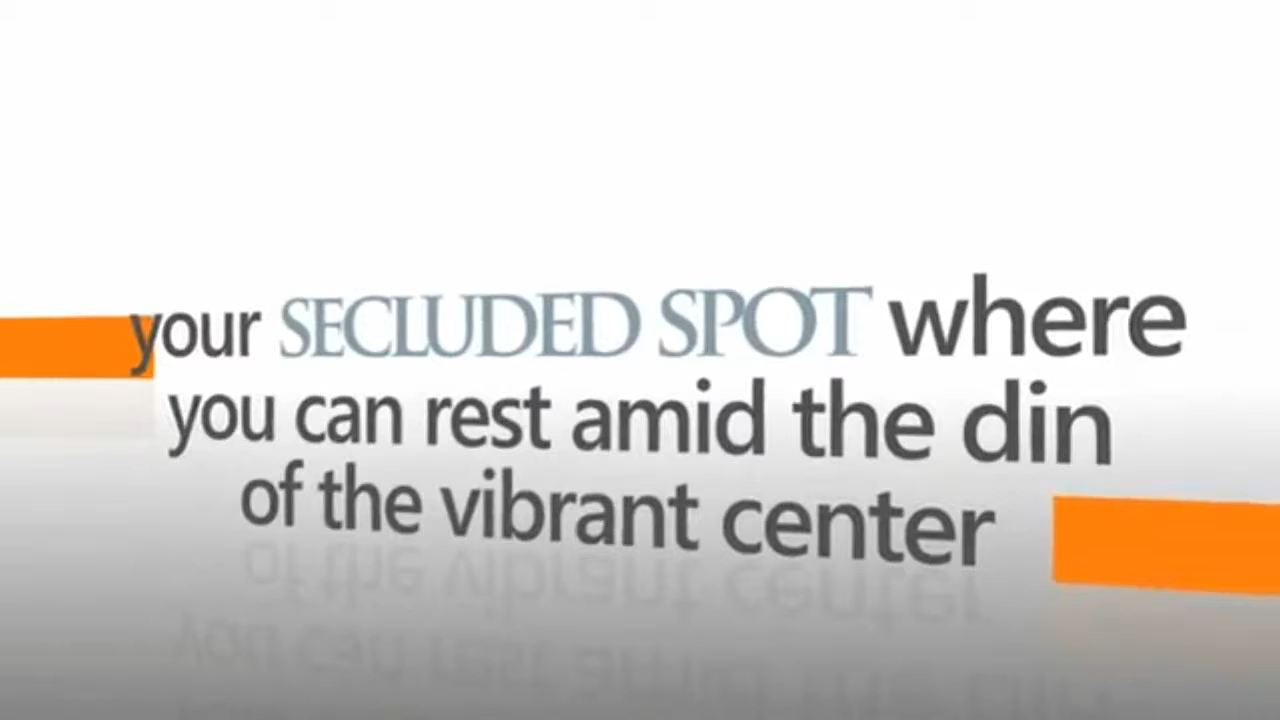 your SECLUDED SPOT where
you can rest amid the din
of the vibrant center